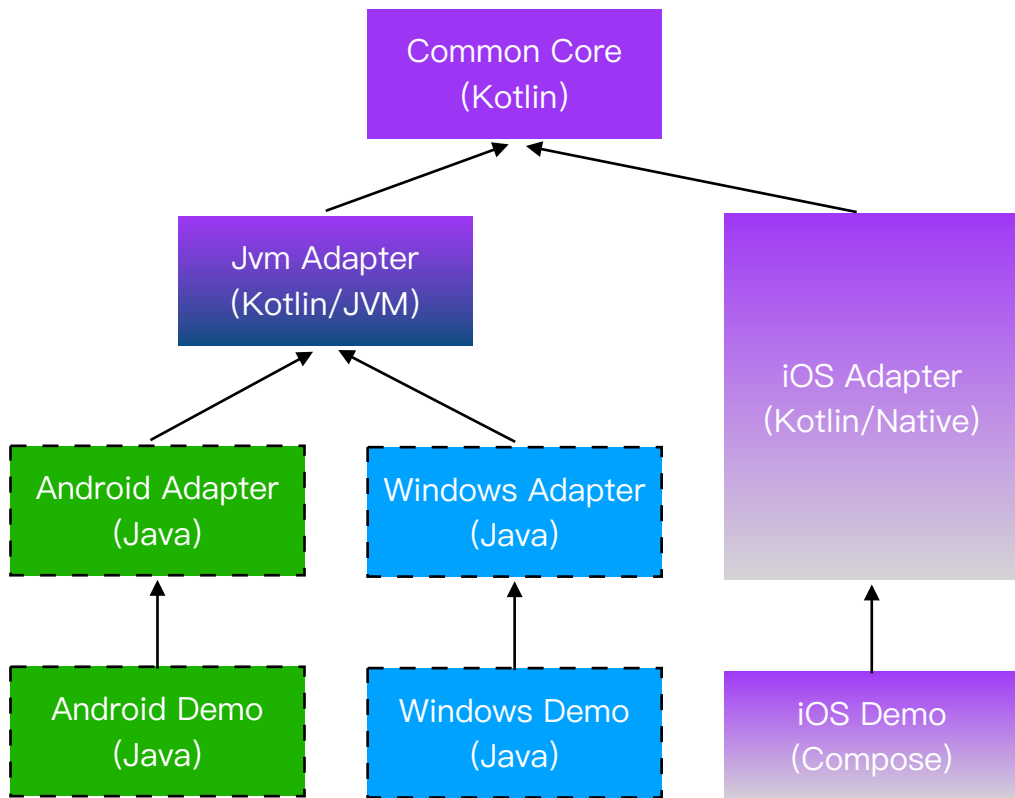 Common Core
(Kotlin)
Jvm Adapter
(Kotlin/JVM)
iOS Adapter
(Kotlin/Native)
Android Adapter
(Java)
Windows Adapter
(Java)
Android Demo
(Java)
Windows Demo
(Java)
iOS Demo
(Compose)